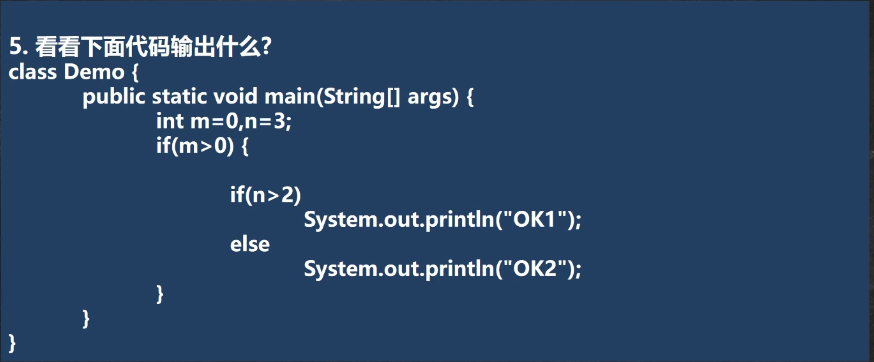 5. 看看下面代码输出什么?
class Demo {
public static void main(String[] args) {
int m=0,n=3;
if(m>0) {
if(n>2)
System.out.println("OK1");
else
System.out.println("OK2");
}
}
}